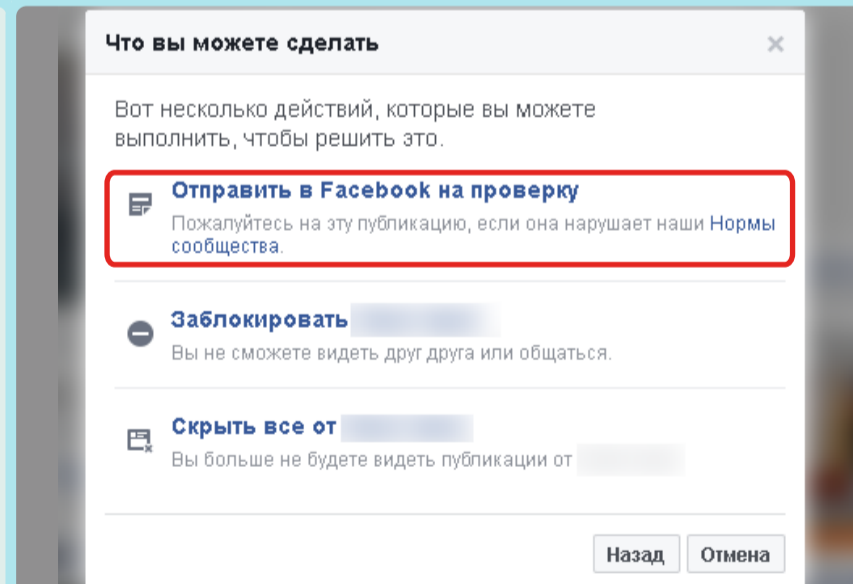 Что вы можете сделать
Вот несколько действий, которые вы можете
выполнить, чтобы решить это.
Отправить в Facebook на проверку
Пожалуйтесь на эту публикацию, если она нарушает наши Нормы
сообщества.
Заблокировать
Вы не сможете видеть друг друга или общаться.
Скрыть все от
Вы больше не будете видеть публикации от
Назад Отмена